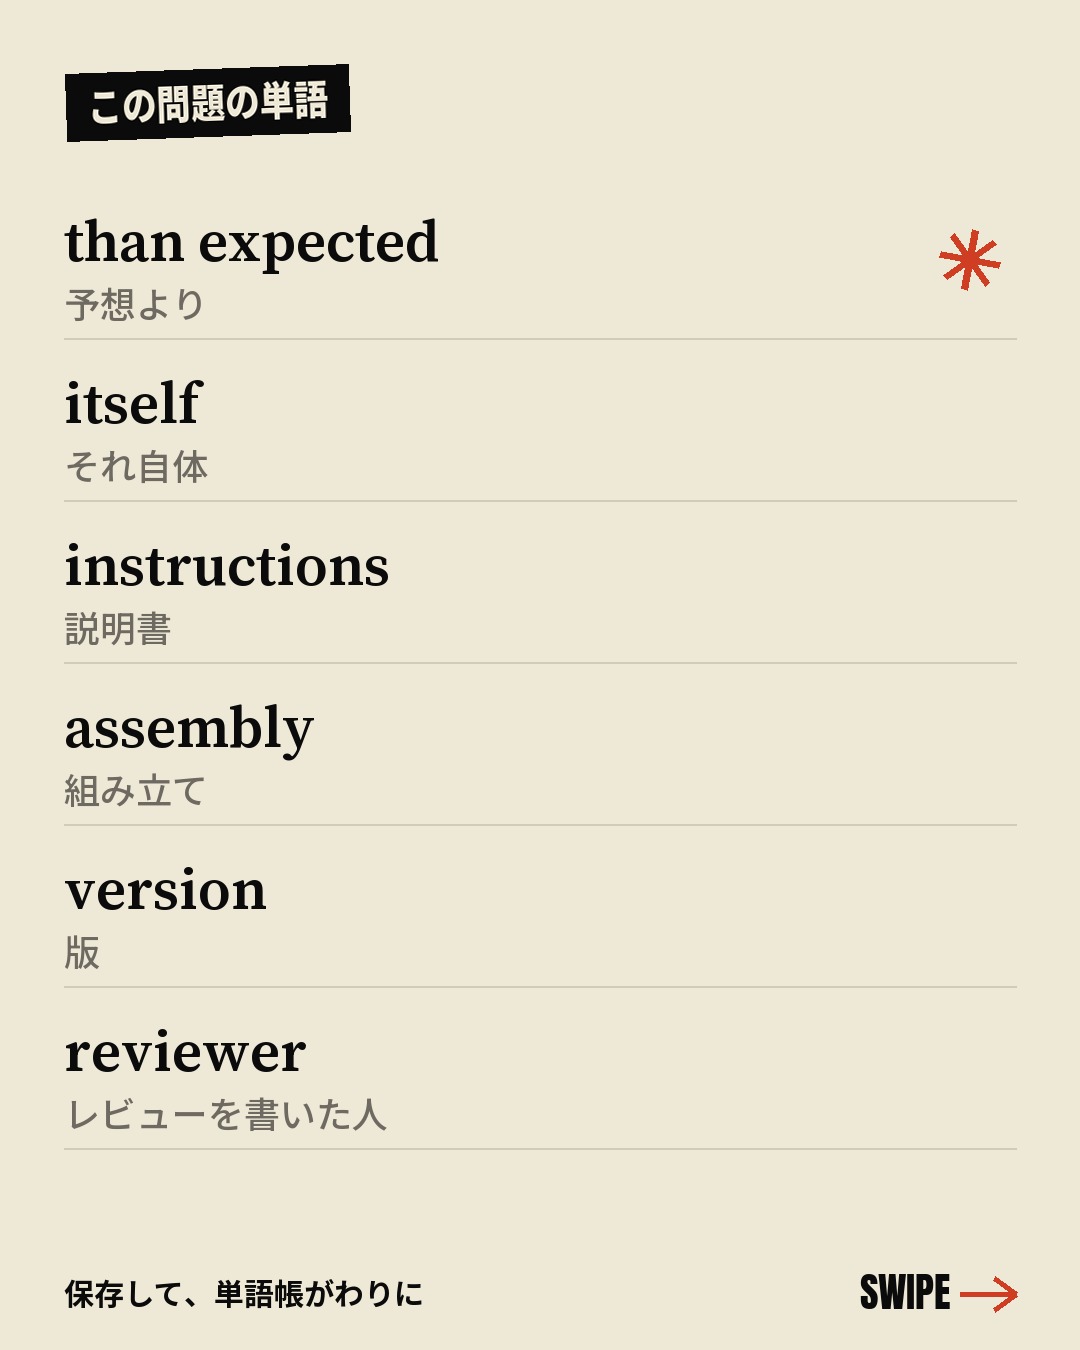 この問題の単語
than expected
予想より
itself
それ自体
instructions
説明書
assembly
組み立て
version
版
reviewer
レビューを書いた人
保存して、単語帳がわりに
SWIPE